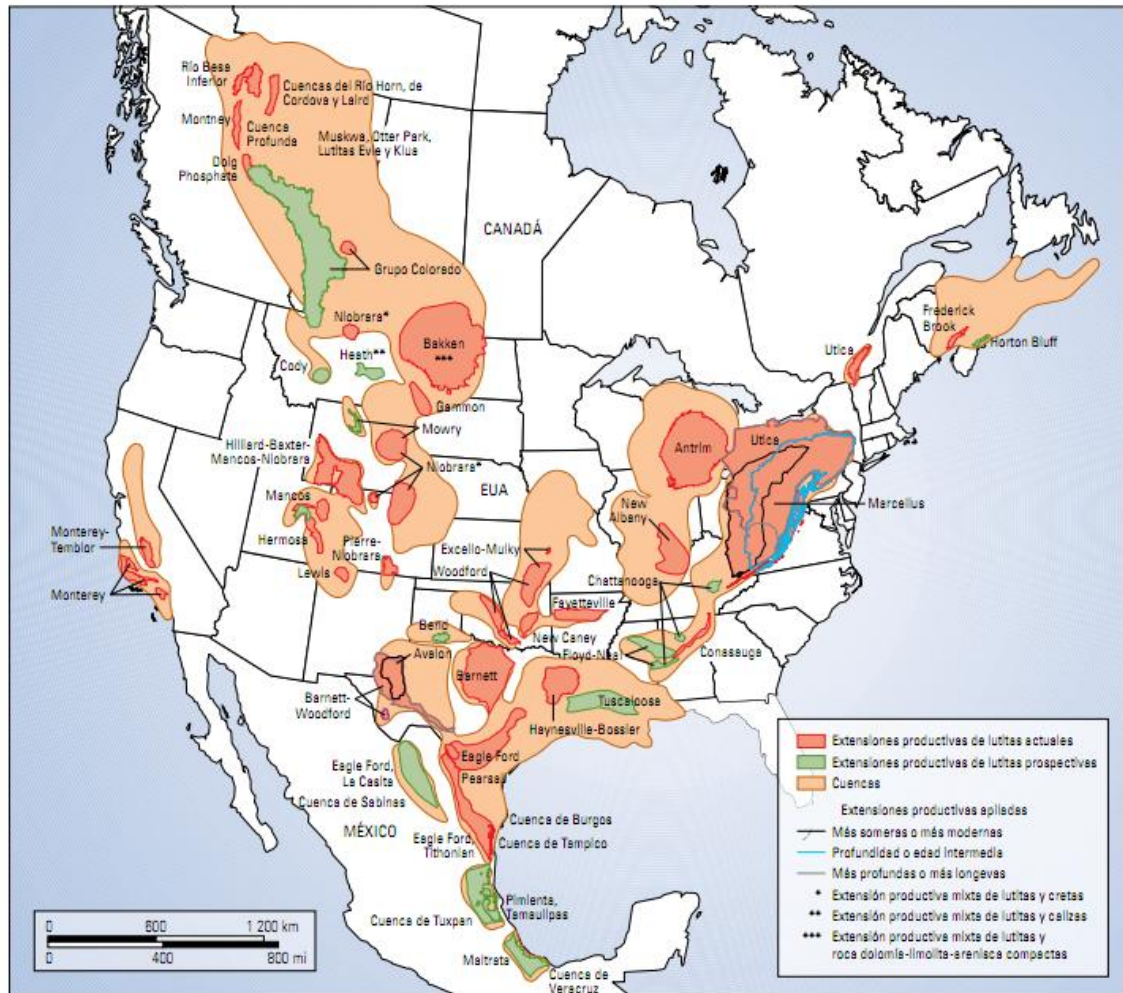 Río Besa
Inferior
Cuencas del Río Horn, de
Cordova y Laird
Montney
Cuenca
Profunda
Muskwa, Otter Park,
Lutitas Evie y Klua
Doig
Phosphate
CANADÁ
Grupo Colorado
Niobrara*
Bakken
***
Heath**
Cody
Gammon
Mowry
Hilliard-Baxter-
Mancos-Niobrara
Niobrara*
EUA
Mancos
Hermosa
Pierre-
Niobrara
Lewis
Monterey-
Temblor
Monterey
Frederick
Brook
Horton Bluff
Utica
Utica
Antrim
Marcellus
New
Albany
Excello-Mulky
Woodford
Chattanooga
Fayetteville
Bend
New Caney
Floyd-Neal
Conasauga
Avalon
Barnett
Barnett-
Woodford
Tuscaloosa
Haynesville-Bossier
Eagle Ford
Pearsall
Eagle Ford,
La Casita
Cuenca de Sabinas
MÉXICO
Cuenca de Burgos
Eagle Ford,
Tithonian
Cuenca de Tampico
Pimienta,
Tamaulipas
Cuenca de Tuxpan
Maltrata
Cuenca de
Veracruz
0 600 1 200 km
0 400 800 mi
Extensiones productivas de lutitas actuales
Extensiones productivas de lutitas prospectivas
Cuencas
Extensiones productivas apiladas
Más someras o más modernas
Profundidad o edad intermedia
Más profundas o más longevas
* Extensión productiva mixta de lutitas y cretas
** Extensión productiva mixta de lutitas y calizas
*** Extensión productiva mixta de lutitas y
roca dolomía-limolita-arenisca compactas